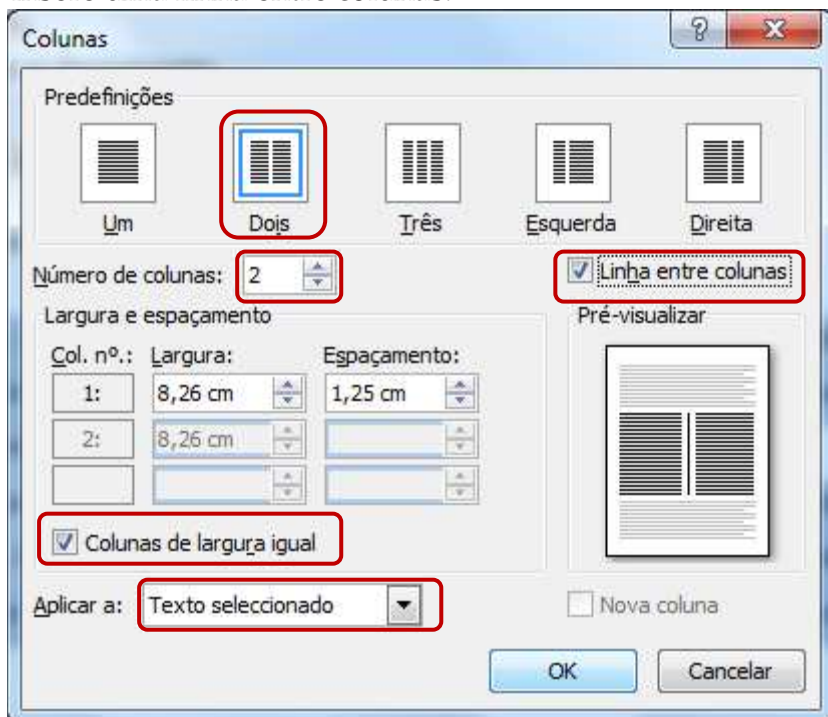 Colunas
Predefinições
Um Dois Três Esquerda Direita
Número de colunas: 2 Linha entre colunas
Largura e espaçamento Pré-visualizar
Col. nº.: Largura: Espaçamento:
1: 8,26 cm 1,25 cm
2: 8,26 cm
Colunas de largura igual
Aplicar a: Texto seleccionado Nova coluna
OK Cancelar